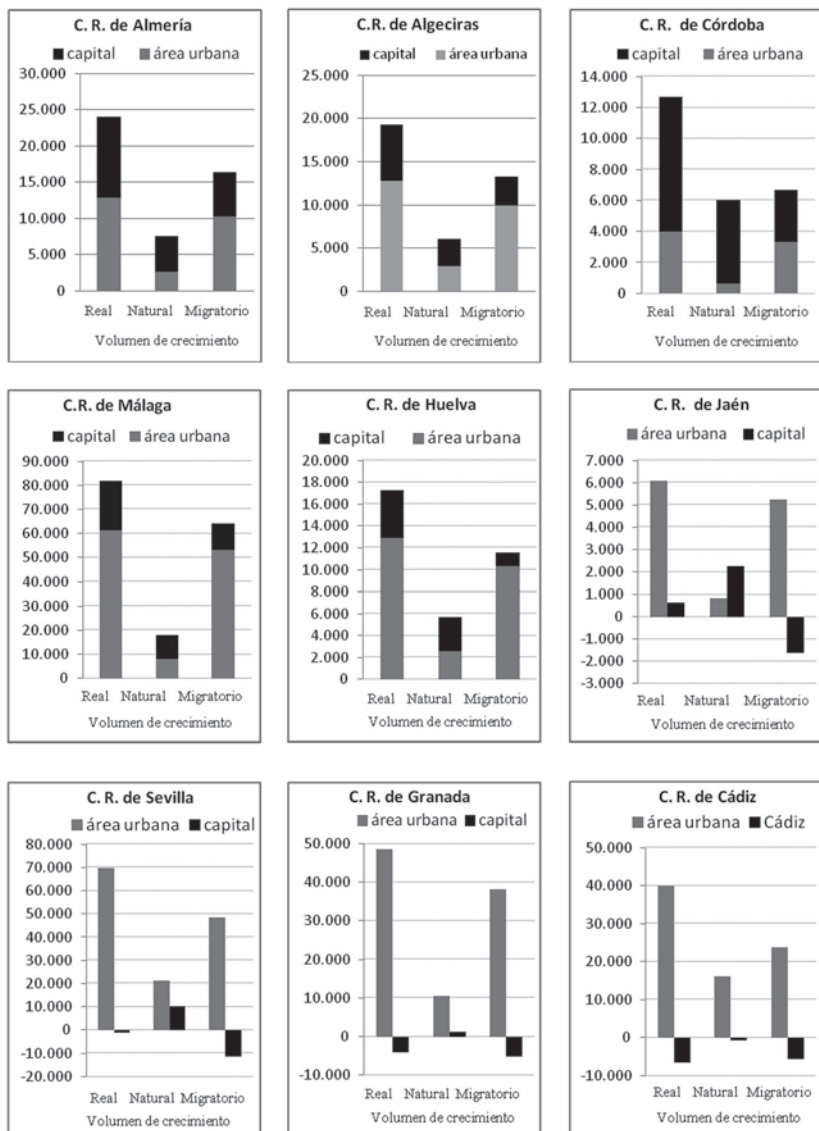 C. R. de Almería
capital área urbana
30.000
25.000
20.000
15.000
10.000
5.000
0
Real Natural Migratorio
Volumen de crecimiento
C.R. de Algeciras
capital área urbana
25.000
20.000
15.000
10.000
5.000
0
Real Natural Migratorio
Volumen de crecimiento
C. R. de Córdoba
capital área urbana
14.000
12.000
10.000
8.000
6.000
4.000
2.000
0
Real Natural Migratorio
Volumen de crecimiento
C.R. de Málaga
capital área urbana
90.000
80.000
70.000
60.000
50.000
40.000
30.000
20.000
10.000
0
Real Natural Migratorio
Volumen de crecimiento
C.R. de Huelva
capital área urbana
20.000
18.000
16.000
14.000
12.000
10.000
8.000
6.000
4.000
2.000
0
Real Natural Migratorio
Volumen de crecimiento
C. R. de Jaén
área urbana capital
7.000
6.000
5.000
4.000
3.000
2.000
1.000
0
-1.000
-2.000
-3.000
Real Natural Migratorio
Volumen de crecimiento
C. R. de Sevilla
área urbana capital
80.000
70.000
60.000
50.000
40.000
30.000
20.000
10.000
0
-10.000
-20.000
Real Natural Migratorio
Volumen de crecimiento
C. R. de Granada
área urbana capital
50.000
40.000
30.000
20.000
10.000
0
-10.000
Real Natural Migratorio
Volumen de crecimiento
C. R. de Cádiz
área urbana Cádiz
50.000
40.000
30.000
20.000
10.000
0
-10.000
Real Natural Migratorio
Volumen de crecimiento